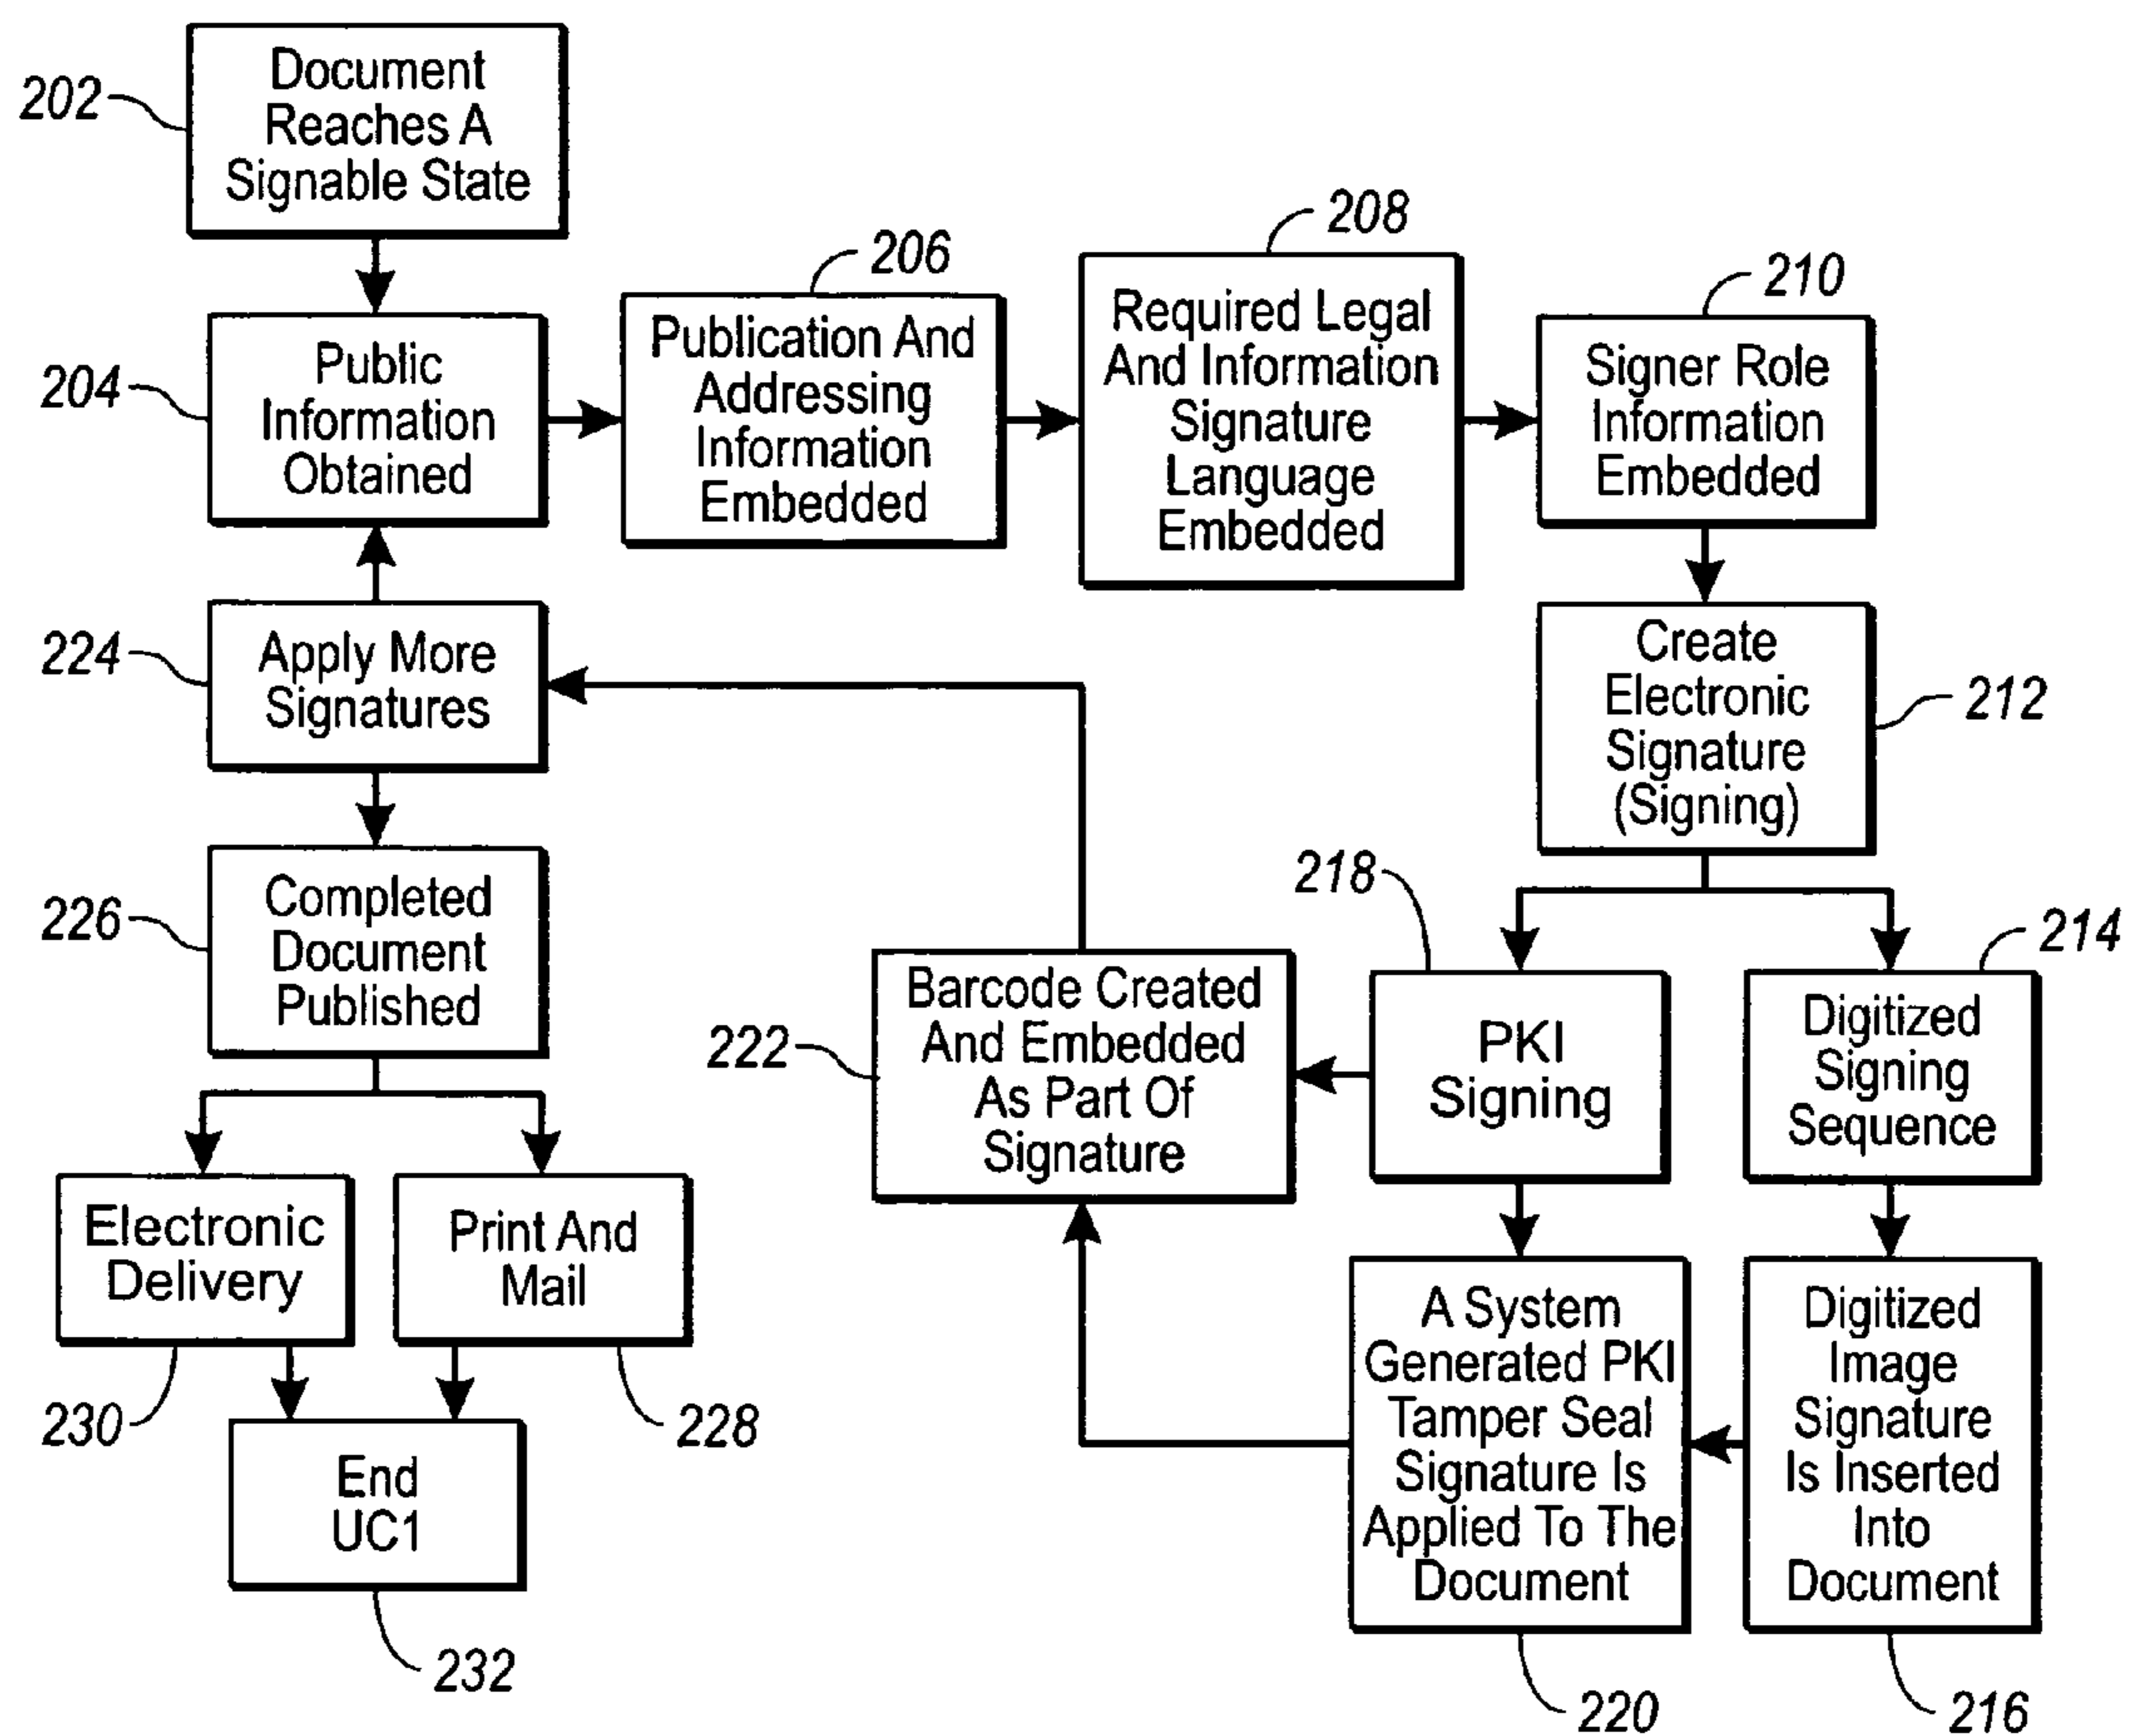 202
Document
Reaches A
Signable State
204
Public
Information
Obtained
206
Publication And
Addressing
Information
Embedded
208
Required Legal
And Information
Signature
Language
Embedded
210
Signer Role
Information
Embedded
212
Create
Electronic
Signature
(Signing)
214
Digitized
Signing
Sequence
216
Digitized
Image
Signature
Is Inserted
Into
Document
218
PKI
Signing
220
A System
Generated PKI
Tamper Seal
Signature Is
Applied To The
Document
222
Barcode Created
And Embedded
As Part Of
Signature
224
Apply More
Signatures
226
Completed
Document
Published
230
Electronic
Delivery
228
Print And
Mail
232
End
UC1